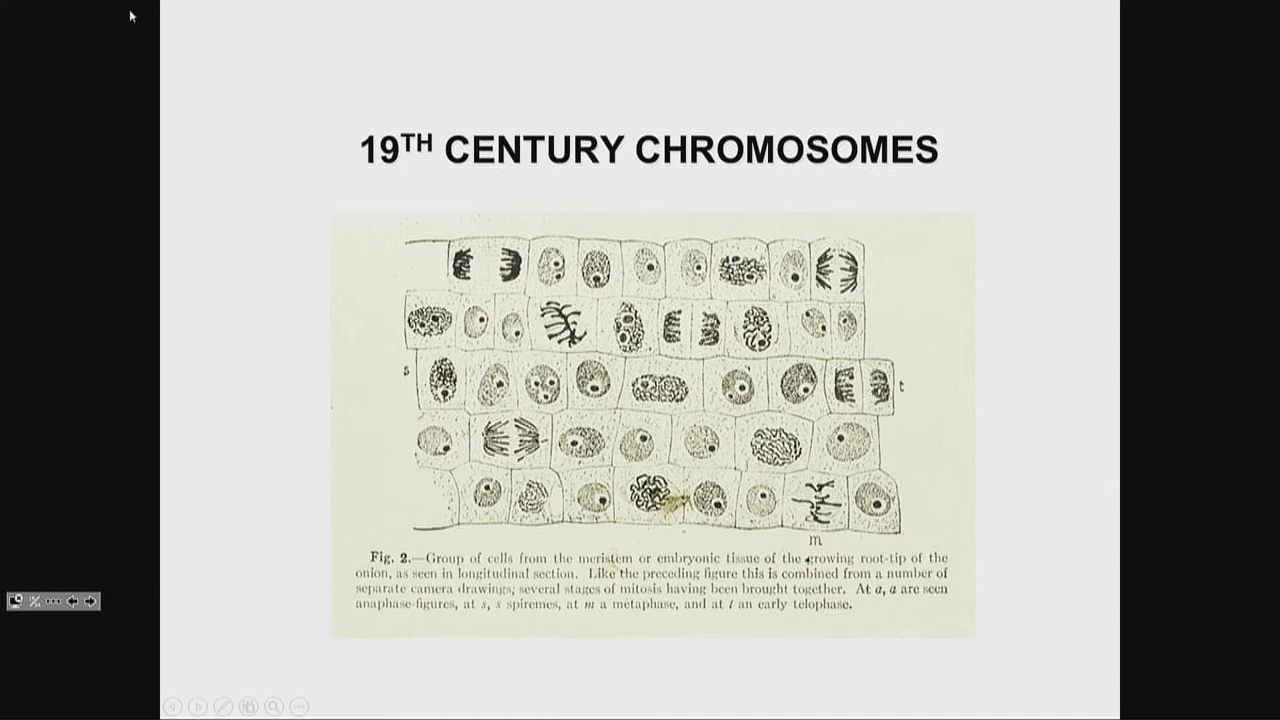 19TH CENTURY CHROMOSOMES
s
t
m
Fig. 2.—Group of cells from the meristem or embryonic tissue of the growing root-tip of the
onion, as seen in longitudinal section. Like the preceding figure this is combined from a number of
separate camera drawings; several stages of mitosis having been brought together. At a, a are seen
anaphase-figures, at s, s spiremes, at m a metaphase, and at t an early telophase.